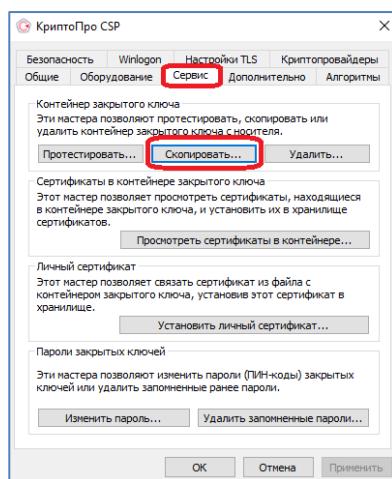 КриптоПро CSP
Безопасность Winlogon Настройки TLS Криптопровайдеры
Общие Оборудование Сервис Дополнительно Алгоритмы
Контейнер закрытого ключа
Эти мастера позволяют протестировать, скопировать или
удалить контейнер закрытого ключа с носителя.
Протестировать... Скопировать... Удалить...
Сертификаты в контейнере закрытого ключа
Этот мастер позволяет просмотреть сертификаты, находящиеся
в контейнере закрытого ключа, и установить их в хранилище
сертификатов.
Просмотреть сертификаты в контейнере...
Личный сертификат
Этот мастер позволяет связать сертификат из файла с
контейнером закрытого ключа, установив этот сертификат в
хранилище.
Установить личный сертификат...
Пароли закрытых ключей
Эти мастера позволяют изменить пароли (ПИН-коды) закрытых
ключей или удалить запомненные ранее пароли.
Изменить пароль... Удалить запомненные пароли...
ОК Отмена Применить